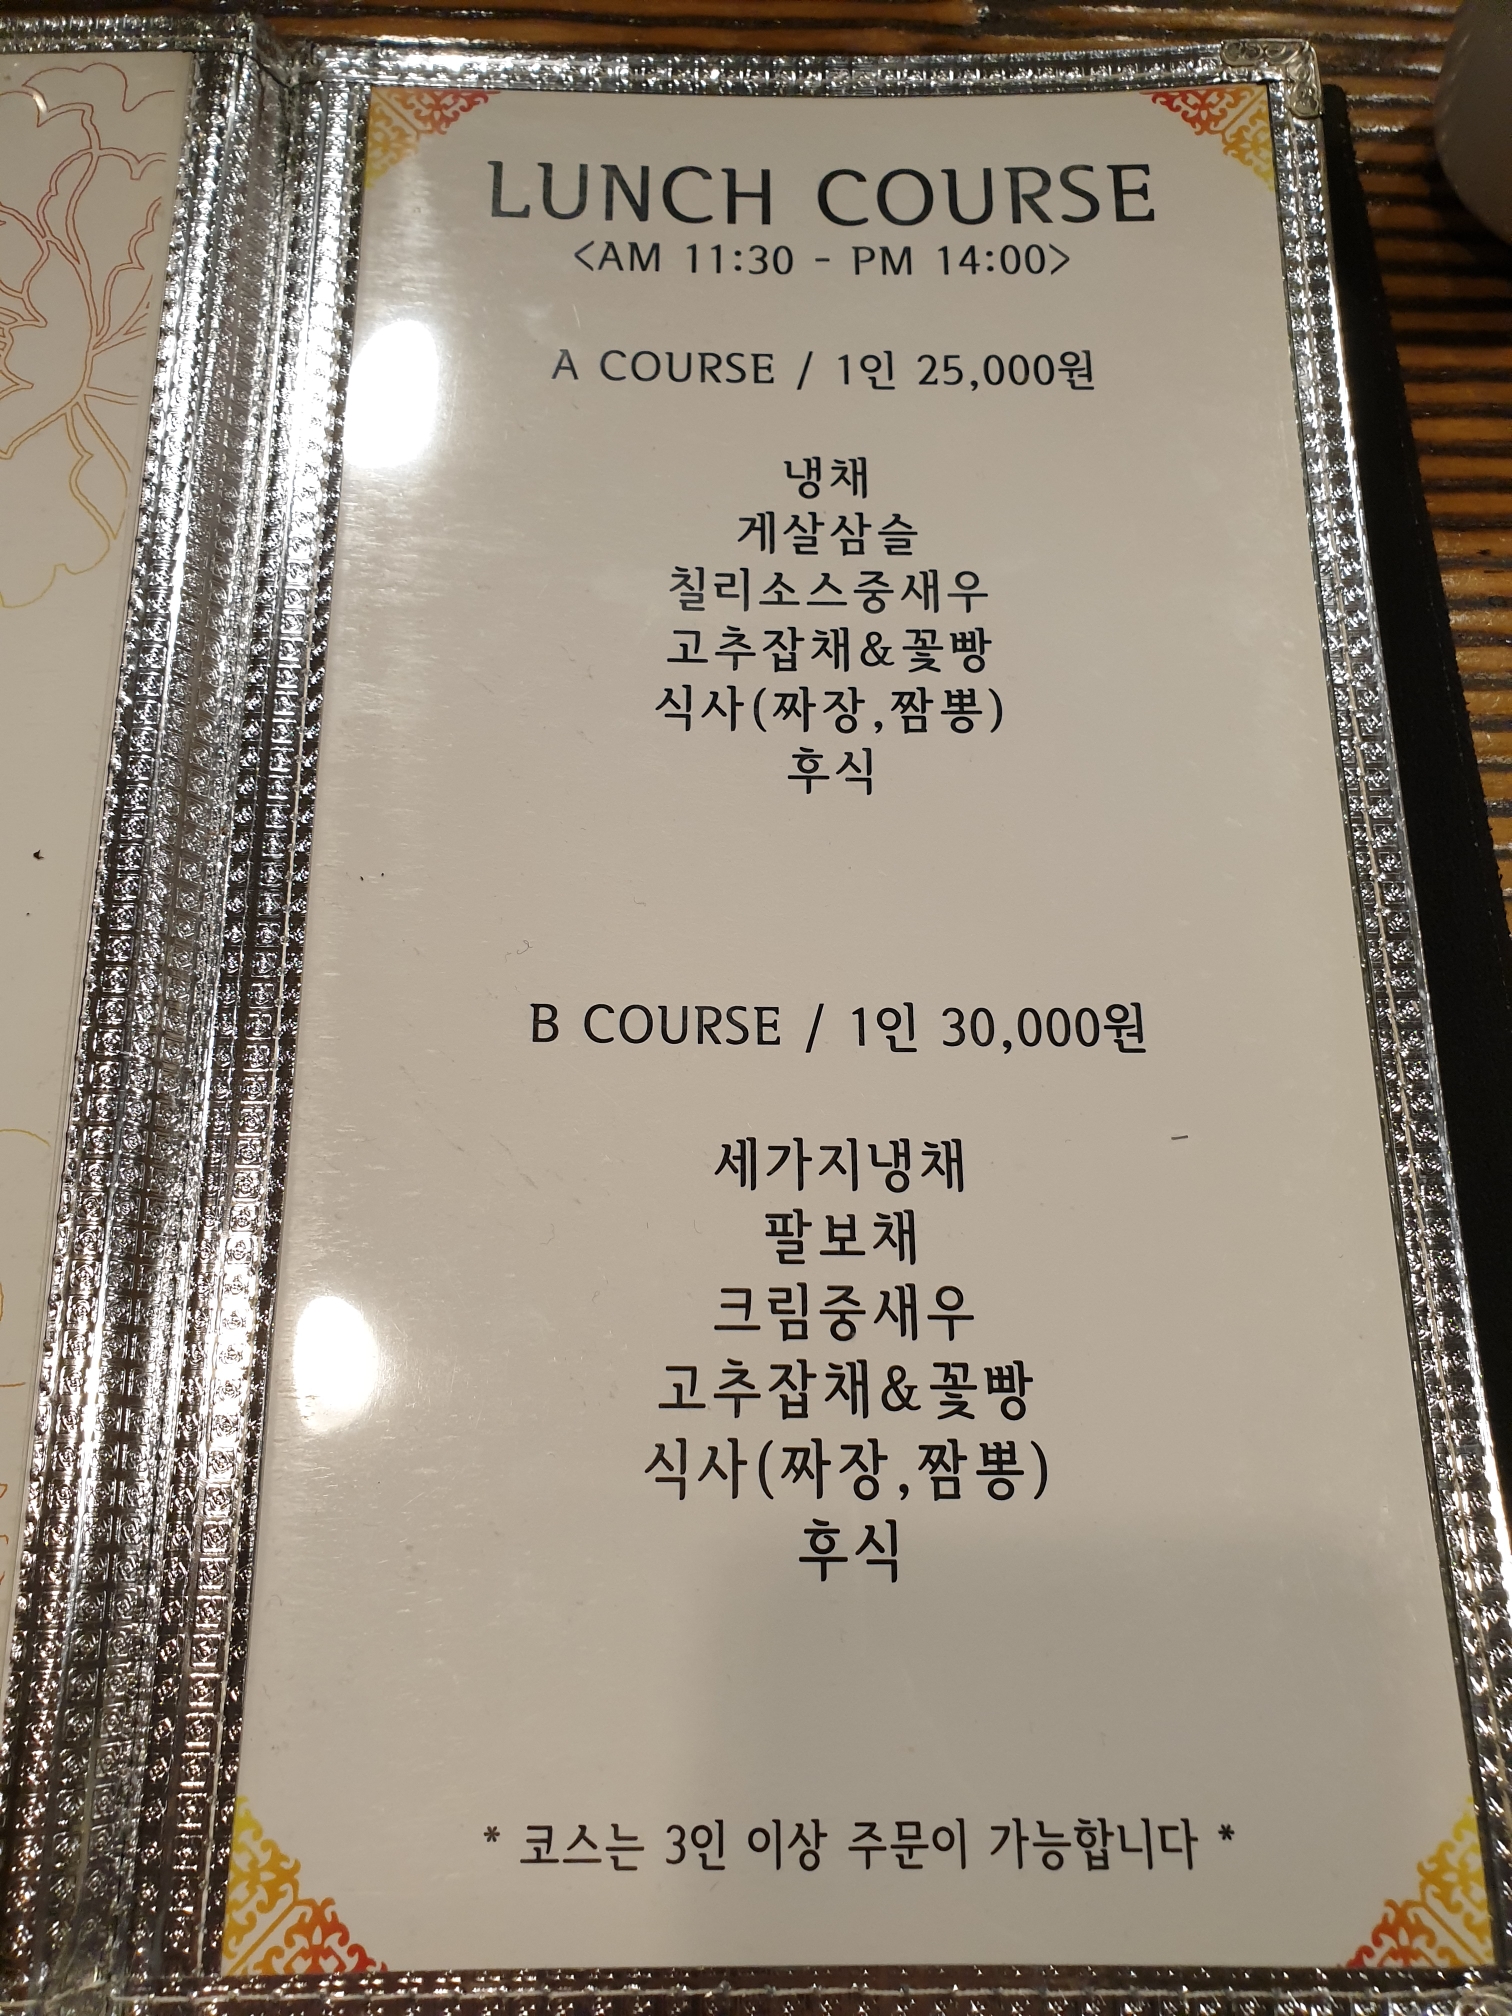 LUNCH COURSE
<AM 11:30 - PM 14:00>
A COURSE / 1인 25,000원
냉채
게살삼슬
칠리소스중새우
고추잡채&꽃빵
식사(짜장,짬뽕)
후식
B COURSE / 1인 30,000원
세가지냉채
팔보채
크림중새우
고추잡채&꽃빵
식사(짜장,짬뽕)
후식
* 코스는 3인 이상 주문이 가능합니다 *